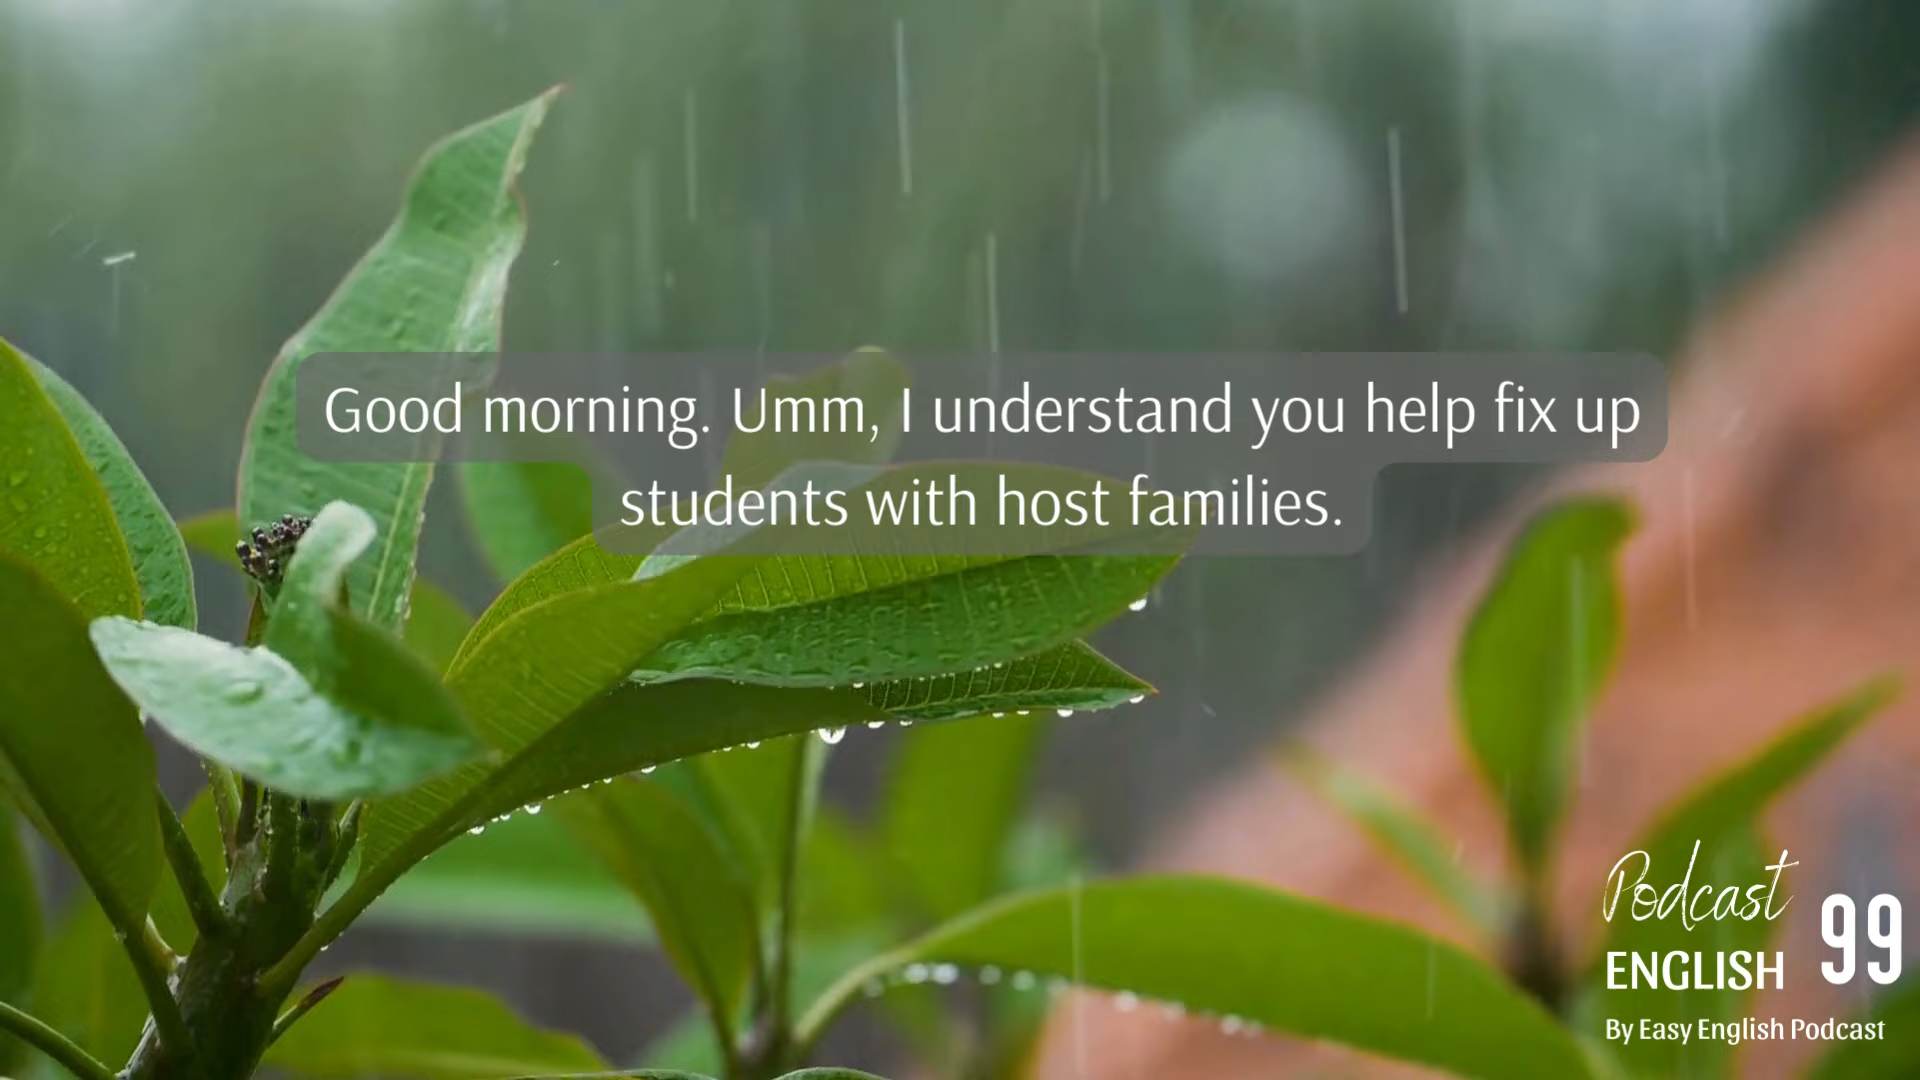 Good morning. Umm, I understand you help fix up
students with host families.
Podcast
ENGLISH 99
By Easy English Podcast